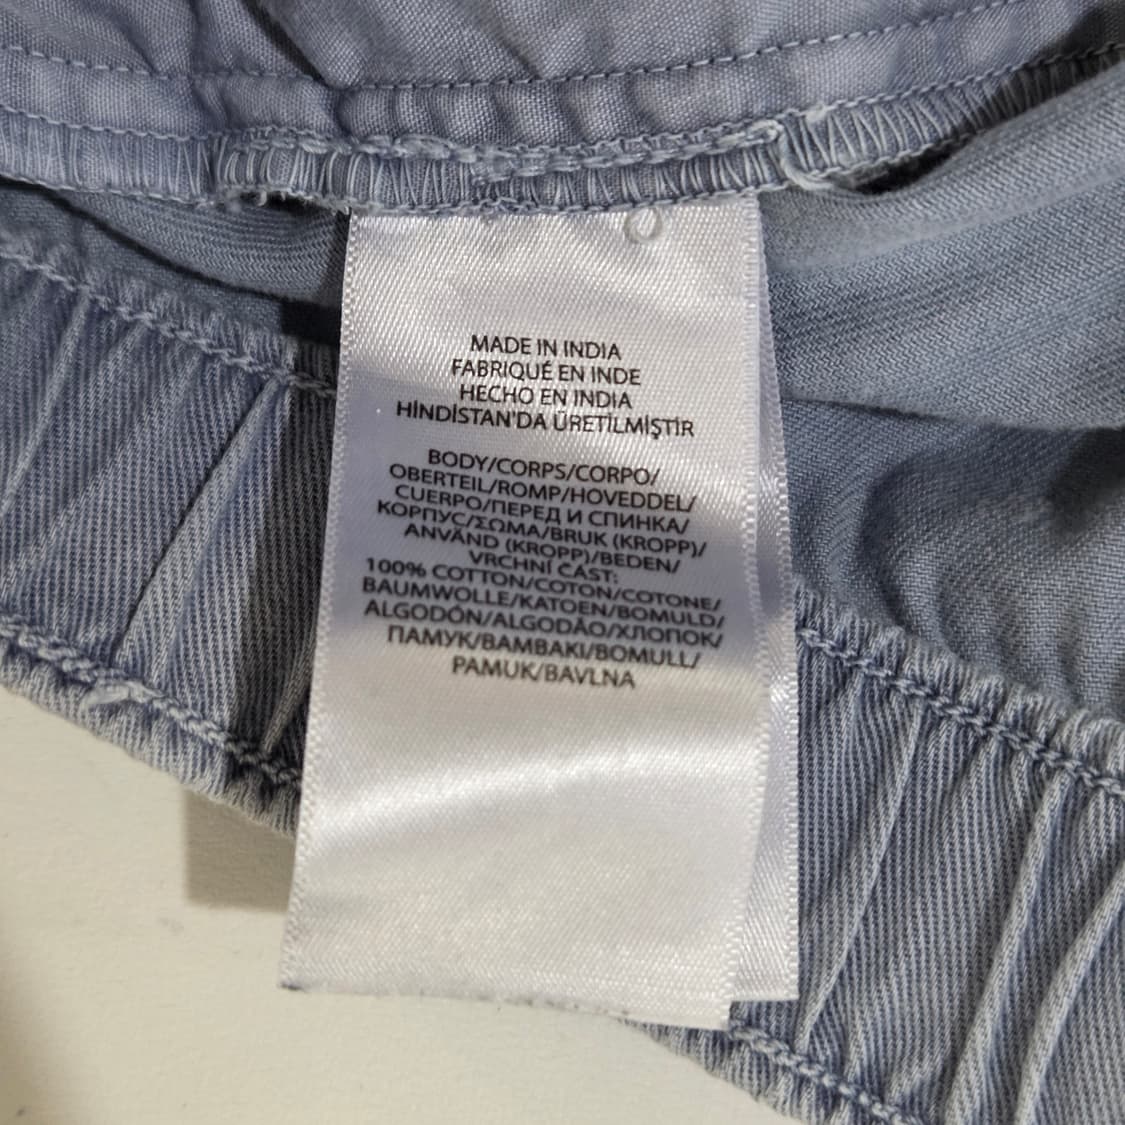 MADE IN INDIA
FABRIQUÉ EN INDE
HECHO EN INDIA
HİNDİSTAN'DA ÜRETİLMİŞTİR
BODY/CORPS/CORPO/
OBERTEIL/ROMP/HOVEDDEL/
CUERPO/ПЕРЕД И СПИНКА/
КОРПУС/ΣΩΜΑ/BRUK (KROPP)/
ANVÄND (KROPP)/BEDEN/
VRCHNÍ CÁST:
100% COTTON/COTON/COTONE/
BAUMWOLLE/KATOEN/BOMULD/
ALGODÓN/ALGODÃO/ХЛОПОК/
ПАМУК/ΒΑΜΒΑΚΙ/BOMULL/
PAMUK/BAVLNA